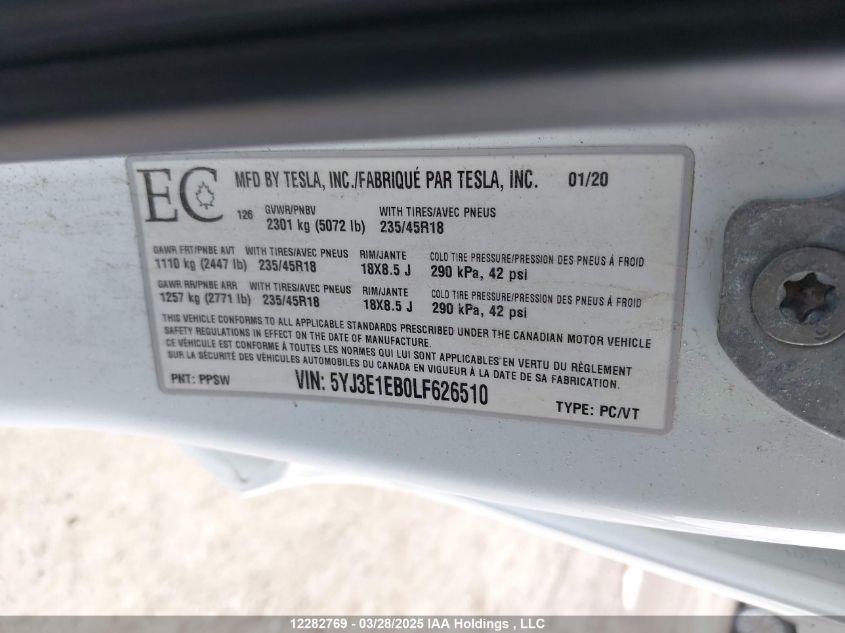 EC MFD BY TESLA, INC./FABRIQUÉ PAR TESLA, INC. 01/20
126 GVWR/PNBV WITH TIRES/AVEC PNEUS
2301 kg (5072 lb) 235/45R18
GAWR FRT/PNBE AVT WITH TIRES/AVEC PNEUS RIM/JANTE COLD TIRE PRESSURE/PRESSION DES PNEUS À FROID
1110 kg (2447 lb) 235/45R18 18X8.5 J 290 kPa, 42 psi
GAWR RR/PNBE ARR WITH TIRES/AVEC PNEUS RIM/JANTE COLD TIRE PRESSURE/PRESSION DES PNEUS À FROID
1257 kg (2771 lb) 235/45R18 18X8.5 J 290 kPa, 42 psi
THIS VEHICLE CONFORMS TO ALL APPLICABLE STANDARDS PRESCRIBED UNDER THE CANADIAN MOTOR VEHICLE
SAFETY REGULATIONS IN EFFECT ON THE DATE OF MANUFACTURE.
CE VÉHICULE EST CONFORME À TOUTES LES NORMES QUI LUI SONT APPLICABLES EN VERTU DU RÈGLEMENT
SUR LA SÉCURITÉ DES VÉHICULES AUTOMOBILES DU CANADA EN VIGUEUR À LA DATE DE SA FABRICATION.
PNT: PPSW VIN: 5YJ3E1EB0LF626510 TYPE: PC/VT
12282769 - 03/28/2025 IAA Holdings , LLC